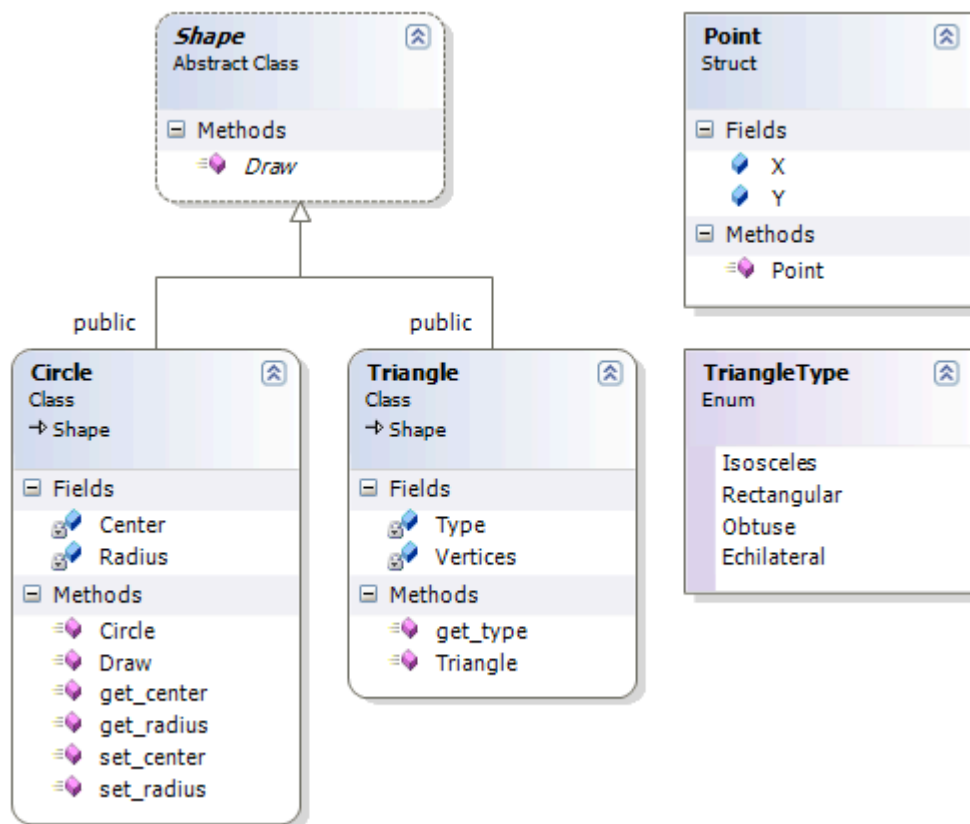 Shape
Abstract Class
Methods
Draw
Point
Struct
Fields
X
Y
Methods
Point
public
public
Circle
Class
Shape
Fields
Center
Radius
Methods
Circle
Draw
get_center
get_radius
set_center
set_radius
Triangle
Class
Shape
Fields
Type
Vertices
Methods
get_type
Triangle
TriangleType
Enum
Isosceles
Rectangular
Obtuse
Echilateral